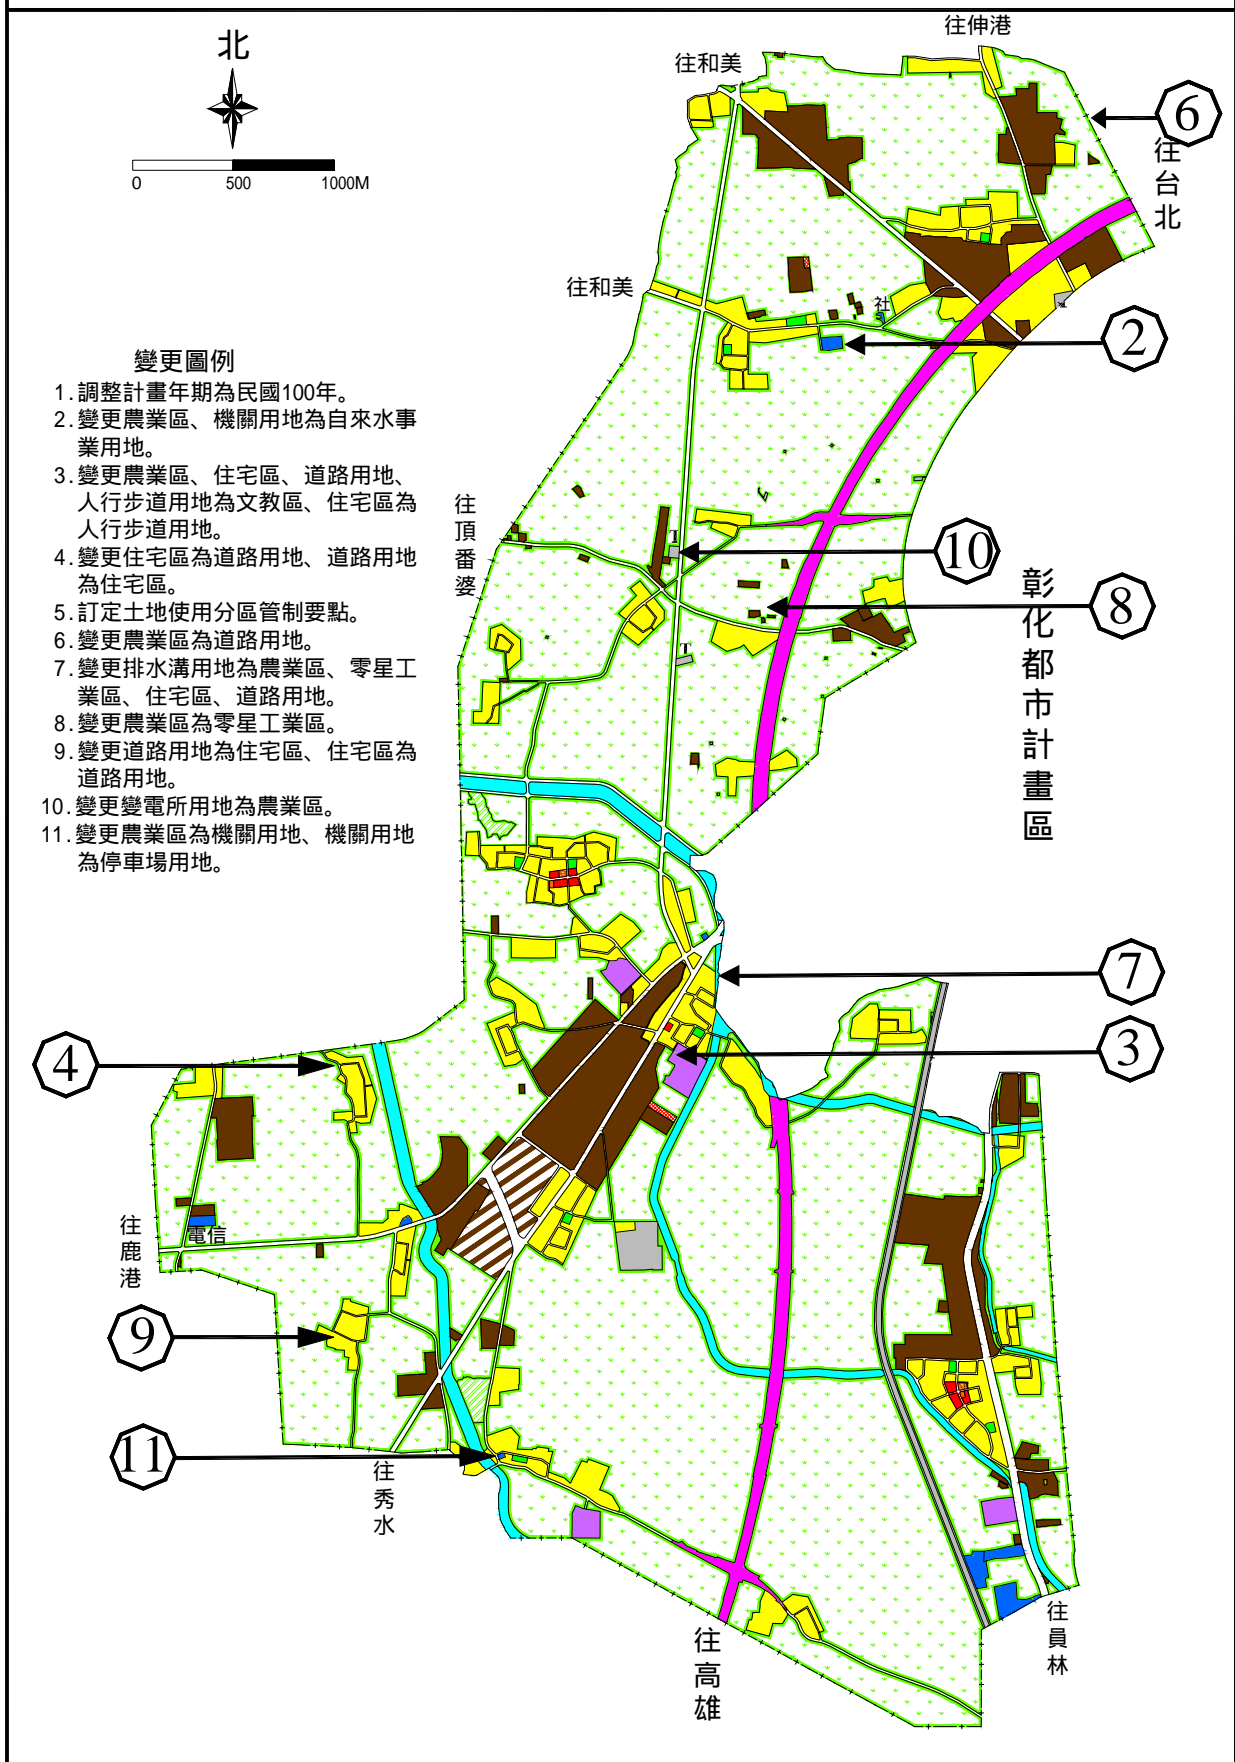 往伸港
北
往和美
6
往台北
0 500 1000M
往和美
社
2
變更圖例
1.調整計畫年期為民國100年。
2.變更農業區、機關用地為自來水事
業用地。
3.變更農業區、住宅區、道路用地、
人行步道用地為文教區、住宅區為
人行步道用地。
4.變更住宅區為道路用地、道路用地
為住宅區。
5.訂定土地使用分區管制要點。
6.變更農業區為道路用地。
7.變更排水溝用地為農業區、零星工
業區、住宅區、道路用地。
8.變更農業區為零星工業區。
9.變更道路用地為住宅區、住宅區為
道路用地。
10.變更變電所用地為農業區。
11.變更農業區為機關用地、機關用地
為停車場用地。
往頂番婆
10
彰化都市計畫區
8
T
7
3
4
往鹿港
電信
9
11
往秀水
往員林
往高雄